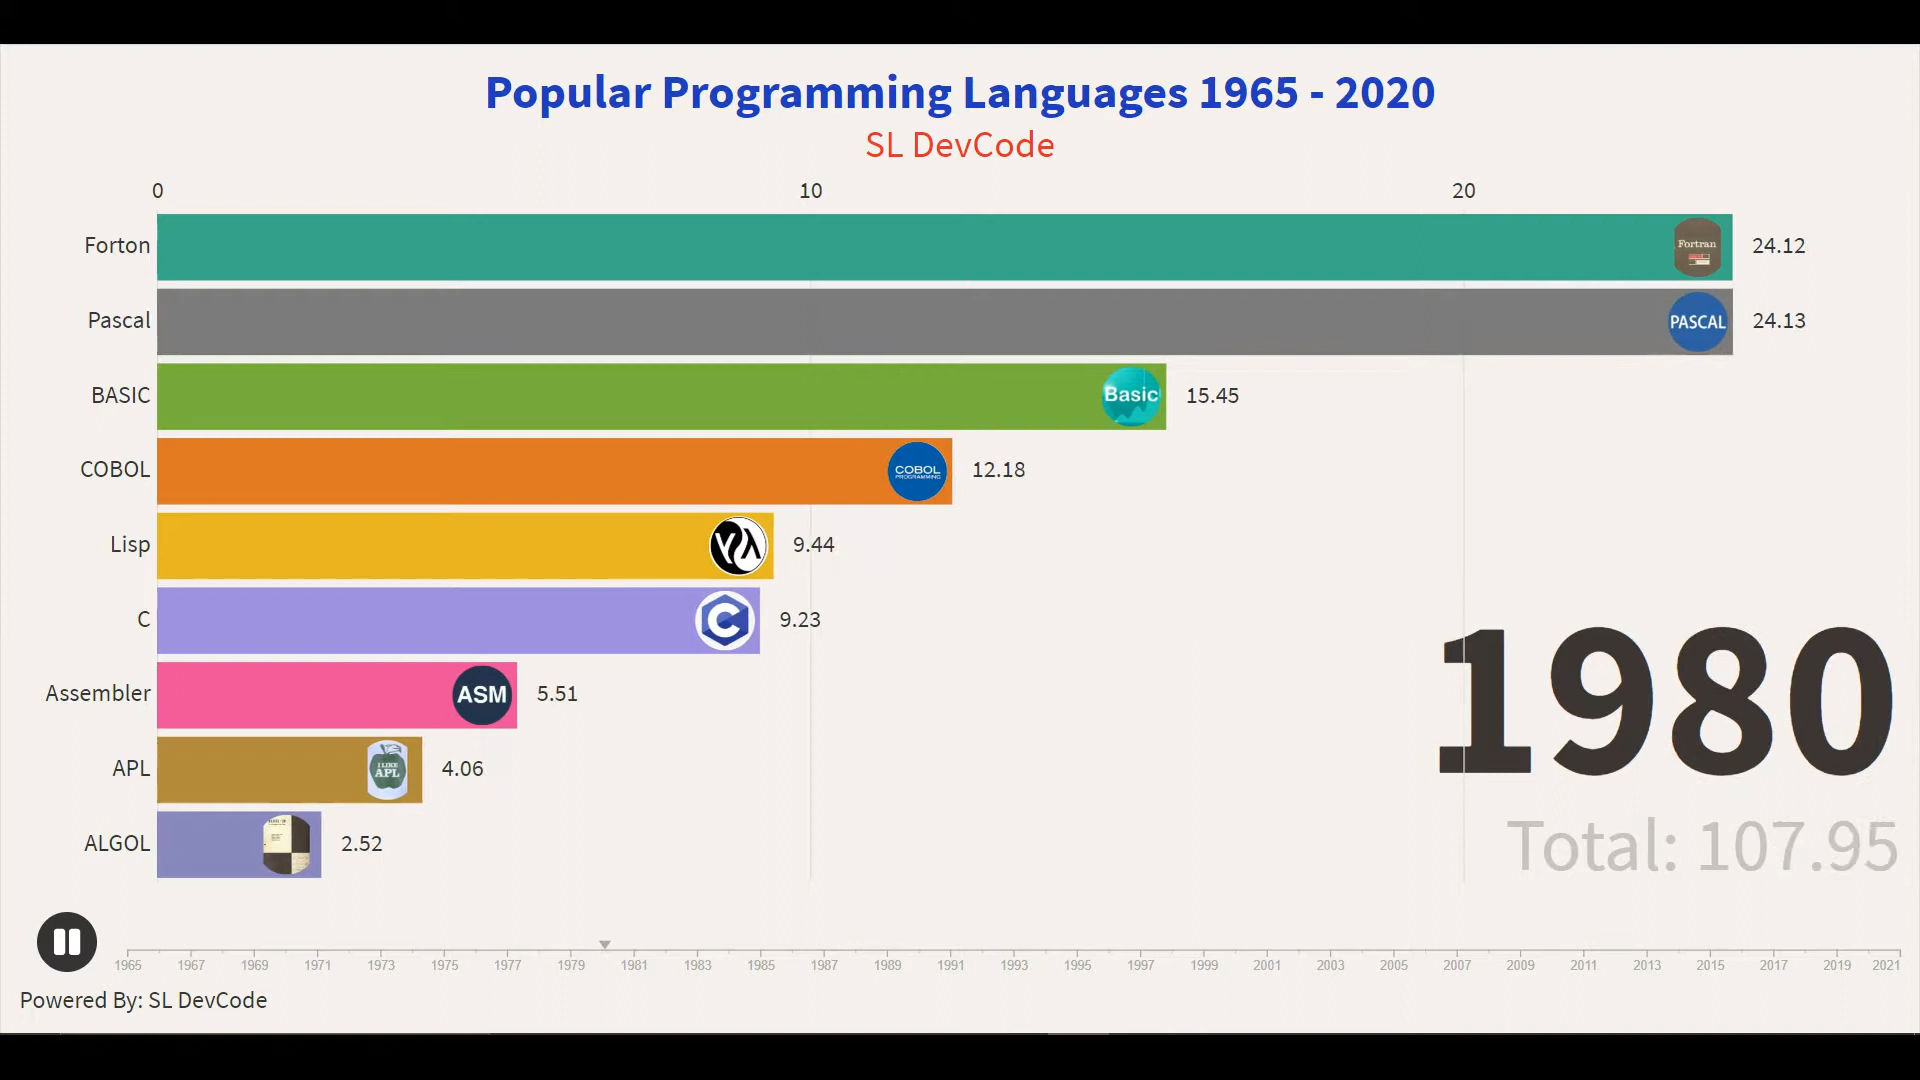 Popular Programming Languages 1965 - 2020
SL DevCode
0 10 20
Forton Fortran 24.12
Pascal PASCAL 24.13
BASIC Basic 15.45
COBOL COBOL PROGRAMMING 12.18
Lisp 9.44
C C 9.23
Assembler ASM 5.51
APL I LIKE APL 4.06
ALGOL 2.52
1980
Total: 107.95
1965 1967 1969 1971 1973 1975 1977 1979 1981 1983 1985 1987 1989 1991 1993 1995 1997 1999 2001 2003 2005 2007 2009 2011 2013 2015 2017 2019 2021
Powered By: SL DevCode